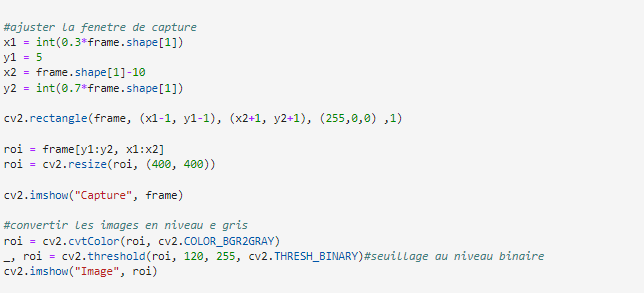 #ajuster la fenetre de capture
x1 = int(0.3*frame.shape[1])
y1 = 5
x2 = frame.shape[1]-10
y2 = int(0.7*frame.shape[1])
cv2.rectangle(frame, (x1-1, y1-1), (x2+1, y2+1), (255,0,0) ,1)
roi = frame[y1:y2, x1:x2]
roi = cv2.resize(roi, (400, 400))
cv2.imshow("Capture", frame)
#convertir les images en niveau e gris
roi = cv2.cvtColor(roi, cv2.COLOR_BGR2GRAY)
_, roi = cv2.threshold(roi, 120, 255, cv2.THRESH_BINARY)#seuillage au niveau binaire
cv2.imshow("Image", roi)